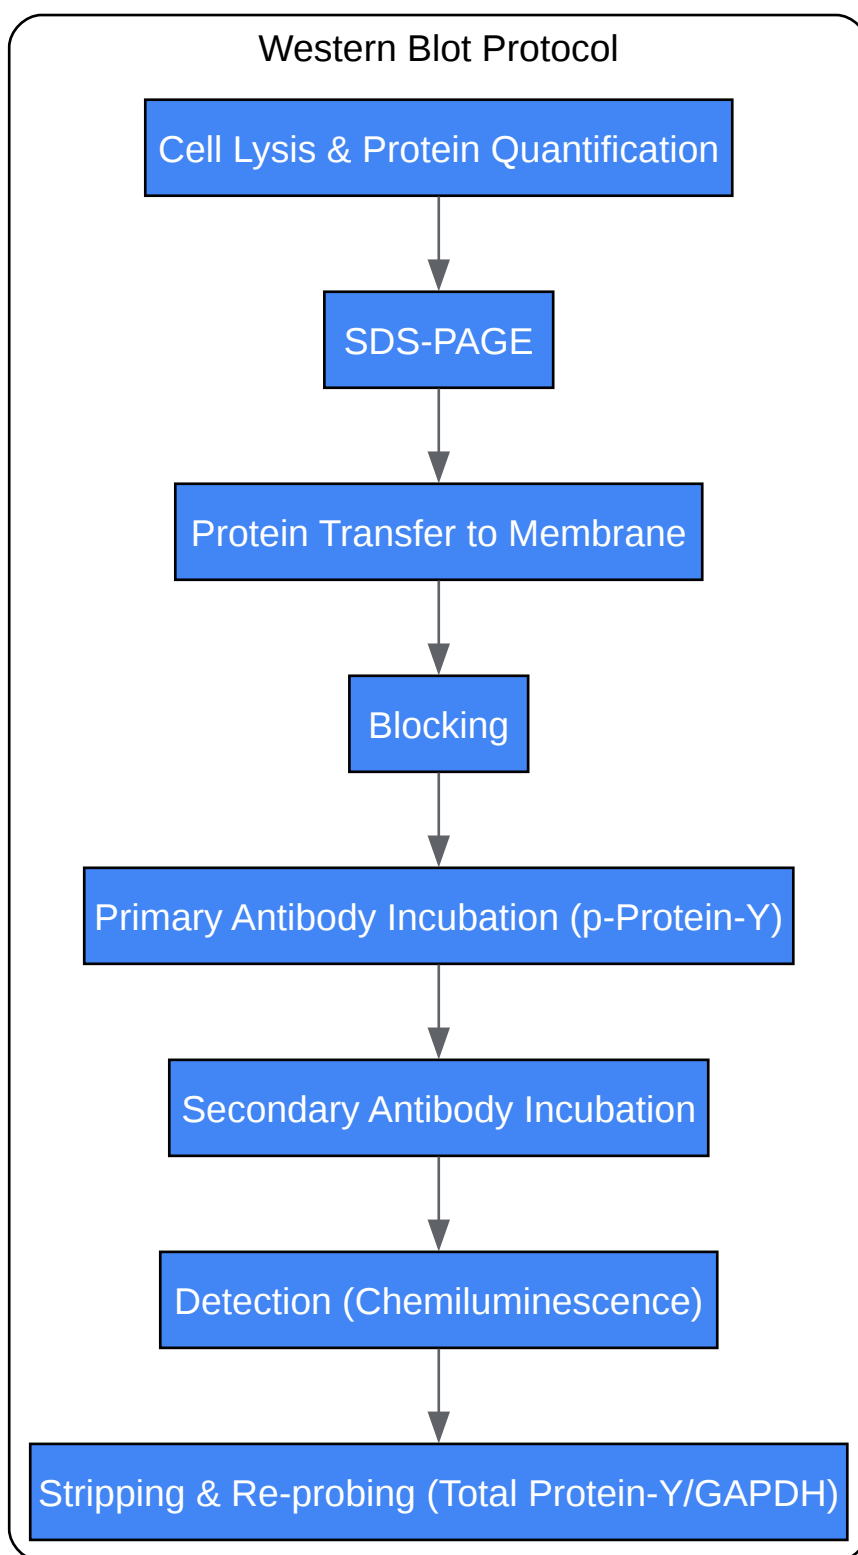 Western Blot Protocol
Cell Lysis & Protein Quantification
SDS-PAGE
Protein Transfer to Membrane
Blocking
Primary Antibody Incubation (p-Protein-Y)
Secondary Antibody Incubation
Detection (Chemiluminescence)
Stripping & Re-probing (Total Protein-Y/GAPDH)